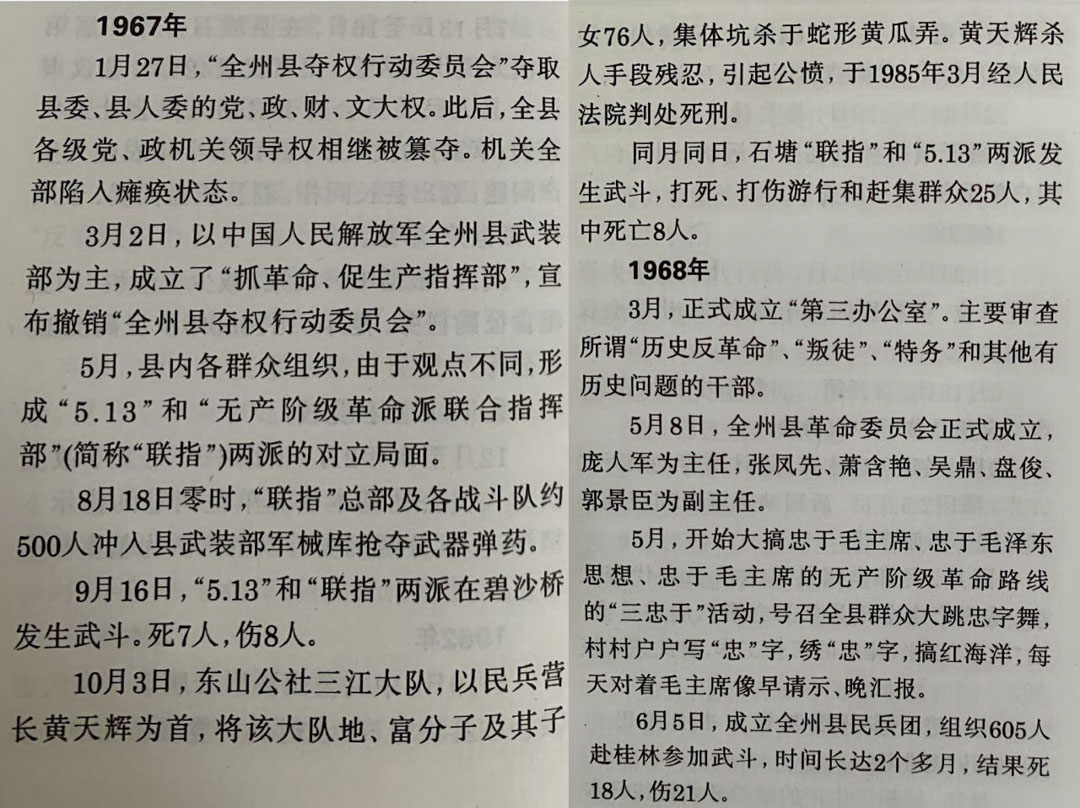 1967年
1月27日，“全州县夺权行动委员会”夺取
县委、县人委的党、政、财、文大权。此后，全县
各级党、政机关领导权相继被篡夺。机关全
部陷人瘫痪状态。
3月2日，以中国人民解放军全州县武装
部为主，成立了“抓革命、促生产指挥部”，宣
布撤销“全州县夺权行动委员会”。
5月，县内各群众组织，由于观点不同，形
成“5.13”和“无产阶级革命派联合指挥
部”(简称“联指”)两派的对立局面。
8月18日零时，“联指”总部及各战斗队约
500人冲人县武装部军械库抢夺武器弹药。
9月16日，“5.13”和“联指”两派在碧沙桥
发生武斗。死7人，伤8人。
10月3日，东山公社三江大队，以民兵营
长黄天辉为首，将该大队地、富分子及其子
女76人，集体坑杀于蛇形黄瓜弄。黄天辉杀
人手段残忍，引起公愤，于1985年3月经人民
法院判处死刑。
同月同日，石塘“联指”和“5.13”两派发
生武斗，打死、打伤游行和赶集群众25人，其
中死亡8人。
1968年
3月，正式成立“第三办公室”。主要审查
所谓“历史反革命”、“叛徒”、“特务”和其他有
历史问题的干部。
5月8日，全州县革命委员会正式成立，
庞人军为主任，张凤先、萧含艳、吴鼎、盘俊、
郭景臣为副主任。
5月，开始大搞忠于毛主席、忠于毛泽东
思想、忠于毛主席的无产阶级革命路线
的“三忠于”活动，号召全县群众大跳忠字舞，
村村户户写“忠”字，绣“忠”字，搞红海洋，每
天对着毛主席像早请示、晚汇报。
6月5日，成立全州县民兵团，组织605人
赴桂林参加武斗，时间长达2个多月，结果死
18人，伤21人。